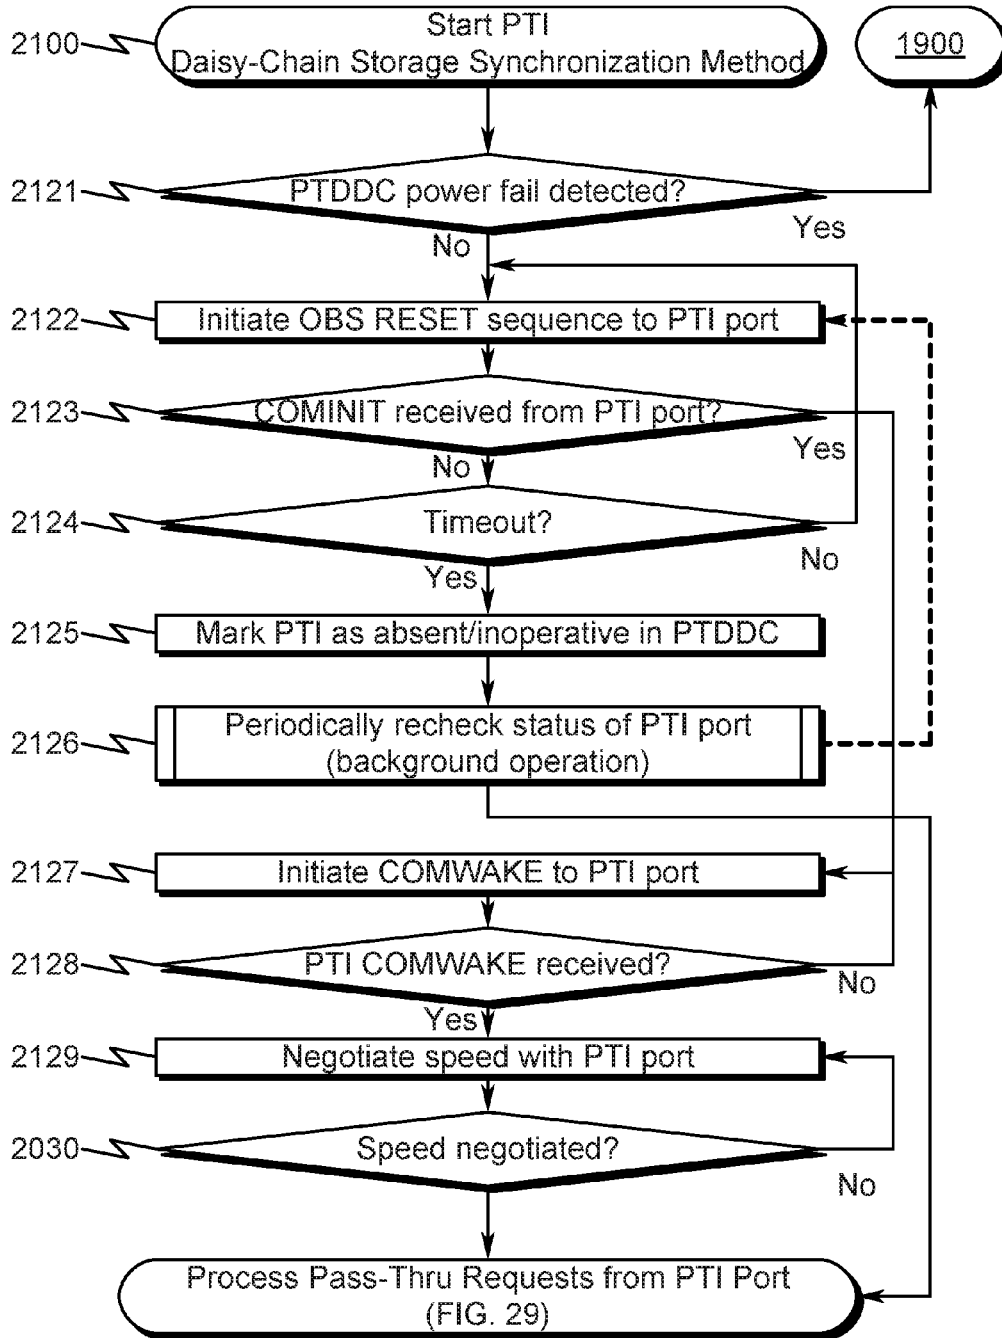 2100
Start PTI
Daisy-Chain Storage Synchronization Method
1900
2121
PTDDC power fail detected?
Yes
No
2122
Initiate OBS RESET sequence to PTI port
2123
COMINIT received from PTI port?
Yes
No
2124
Timeout?
No
Yes
2125
Mark PTI as absent/inoperative in PTDDC
2126
Periodically recheck status of PTI port
(background operation)
2127
Initiate COMWAKE to PTI port
2128
PTI COMWAKE received?
No
Yes
2129
Negotiate speed with PTI port
2030
Speed negotiated?
No
Process Pass-Thru Requests from PTI Port
(FIG. 29)